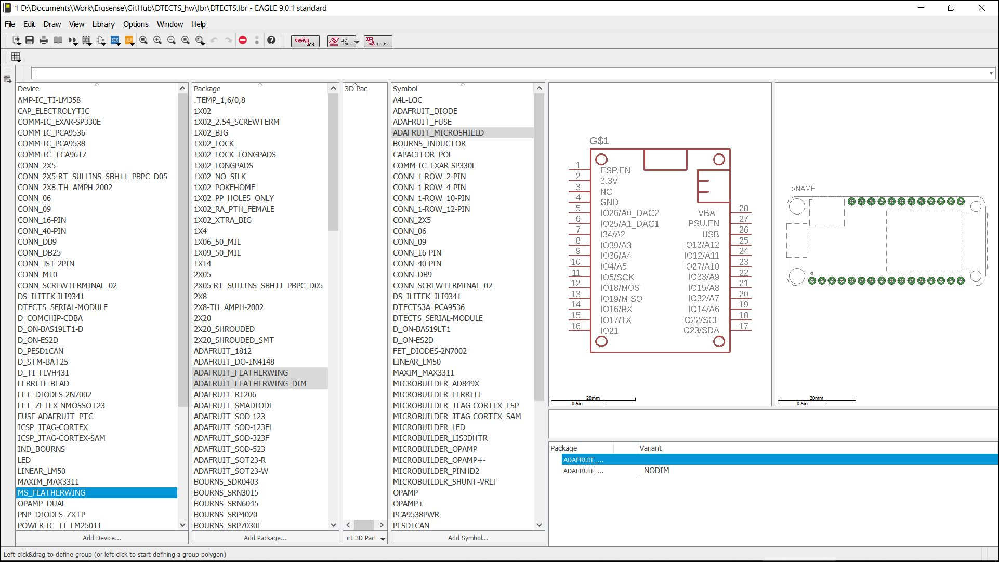 1 D:\Documents\Work\Ergsense\GitHub\DTECTS_hw\lbr\DTECTS.lbr - EAGLE 9.0.1 standard
File Edit Draw View Library Options Window Help
SCR ULP design link LTC SPICE PADS
Device
AMP-IC_TI-LM358
CAP_ELECTROLYTIC
COMM-IC_EXAR-SP330E
COMM-IC_PCA9536
COMM-IC_PCA9538
COMM-IC_TCA9617
CONN_2X5
CONN_2X5-RT_SULLINS_SBH11_PBPC_D05
CONN_2X8-TH_AMPH-2002
CONN_06
CONN_09
CONN_16-PIN
CONN_40-PIN
CONN_DB9
CONN_DB25
CONN_JST-2PIN
CONN_M10
CONN_SCREWTERMINAL_02
DS_ILITEK-ILI9341
DTECTS_SERIAL-MODULE
D_COMCHIP-CDBA
D_ON-BAS19LT1-D
D_ON-ES2D
D_PESD1CAN
D_STM-BAT25
D_TI-TLVH431
FERRITE-BEAD
FET_DIODES-2N7002
FET_ZETEX-NMOSSOT23
FUSE-ADAFRUIT_PTC
ICSP_JTAG-CORTEX
ICSP_JTAG-CORTEX-SAM
IND_BOURNS
LED
LINEAR_LM50
MAXIM_MAX3311
MS_FEATHERWING
OPAMP_DUAL
PNP_DIODES_ZXTP
POWER-IC_TI_LM25011
Add Device...
Package
.TEMP_1,6/0,8
1X02
1X02_2.54_SCREWTERM
1X02_BIG
1X02_LOCK
1X02_LOCK_LONGPADS
1X02_LONGPADS
1X02_NO_SILK
1X02_POKEHOME
1X02_PP_HOLES_ONLY
1X02_RA_PTH_FEMALE
1X02_XTRA_BIG
1X4
1X06_50_MIL
1X09_50_MIL
1X14
2X05
2X05-RT_SULLINS_SBH11_PBPC_D05
2X8
2X8-TH_AMPH-2002
2X20
2X20_SHROUDED
2X20_SHROUDED_SMT
ADAFRUIT_1812
ADAFRUIT_DO-1N4148
ADAFRUIT_FEATHERWING
ADAFRUIT_FEATHERWING_DIM
ADAFRUIT_R1206
ADAFRUIT_SMADIODE
ADAFRUIT_SOD-123
ADAFRUIT_SOD-123FL
ADAFRUIT_SOD-323F
ADAFRUIT_SOD-523
ADAFRUIT_SOT23-R
ADAFRUIT_SOT23-W
BOURNS_SDR0403
BOURNS_SRN3015
BOURNS_SRN6045
BOURNS_SRP4020
BOURNS_SRP7030F
Add Package...
3D Pac
rt 3D Pac
Symbol
A4L-LOC
ADAFRUIT_DIODE
ADAFRUIT_FUSE
ADAFRUIT_MICROSHIELD
BOURNS_INDUCTOR
CAPACITOR_POL
COMM-IC_EXAR-SP330E
CONN_1-ROW_2-PIN
CONN_1-ROW_4-PIN
CONN_1-ROW_10-PIN
CONN_1-ROW_12-PIN
CONN_2X5
CONN_06
CONN_09
CONN_16-PIN
CONN_40-PIN
CONN_DB9
CONN_SCREWTERMINAL_02
DS_ILITEK_ILI9341
DTECTS3A_PCA9536
DTECTS_SERIAL-MODULE
D_ON-BAS19LT1
D_ON-ES2D
FET_DIODES-2N7002
LINEAR_LM50
MAXIM_MAX3311
MICROBUILDER_AD849X
MICROBUILDER_FERRITE
MICROBUILDER_JTAG-CORTEX_ESP
MICROBUILDER_JTAG-CORTEX_SAM
MICROBUILDER_LED
MICROBUILDER_LIS3DHTR
MICROBUILDER_OPAMP
MICROBUILDER_OPAMP+-
MICROBUILDER_PINHD2
MICROBUILDER_SHUNT-VREF
OPAMP
OPAMP+-
PCA9538PWR
PESD1CAN
Add Symbol...
G$1
1 ESP.EN
2 3.3V
3 NC
4 GND
5 IO26/A0_DAC2 VBAT 28
6 IO25/A1_DAC1 PSU.EN 27
7 I34/A2 USB 26
8 IO39/A3 IO13/A12 25
9 IO36/A4 IO12/A11 24
10 IO4/A5 IO27/A10 23
11 IO5/SCK IO33/A9 22
12 IO18/MOSI IO15/A8 21
13 IO19/MISO IO32/A7 20
14 IO16/RX IO14/A6 19
15 IO17/TX IO22/SCL 18
16 IO21 IO23/SDA 17
20mm
0.5in
>NAME
20mm
0.5in
Package Variant
ADAFRUIT_...
ADAFRUIT_... _NODIM
Left-click&drag to define group (or left-click to start defining a group polygon)